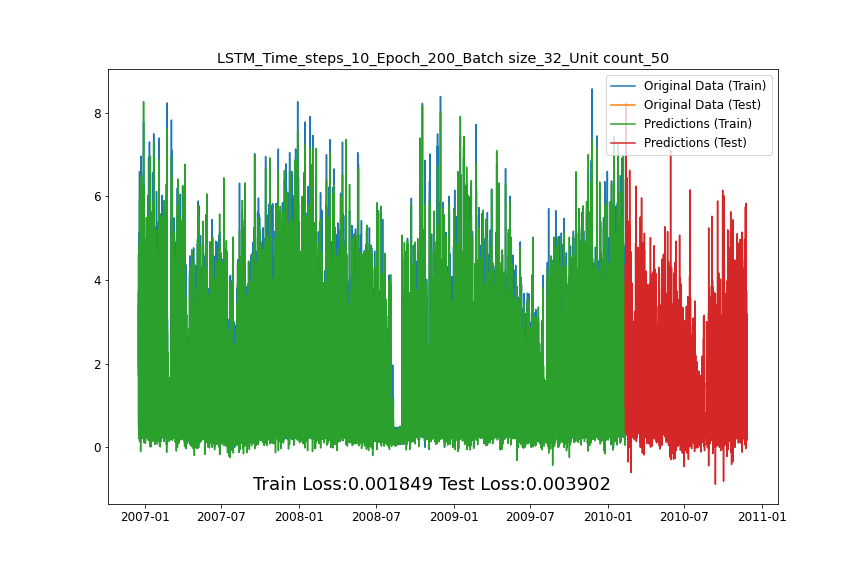 LSTM_Time_steps_10_Epoch_200_Batch size_32_Unit count_50
Original Data (Train)
Original Data (Test)
Predictions (Train)
Predictions (Test)
8
6
4
2
0
Train Loss:0.001849 Test Loss:0.003902
2007-01 2007-07 2008-01 2008-07 2009-01 2009-07 2010-01 2010-07 2011-01